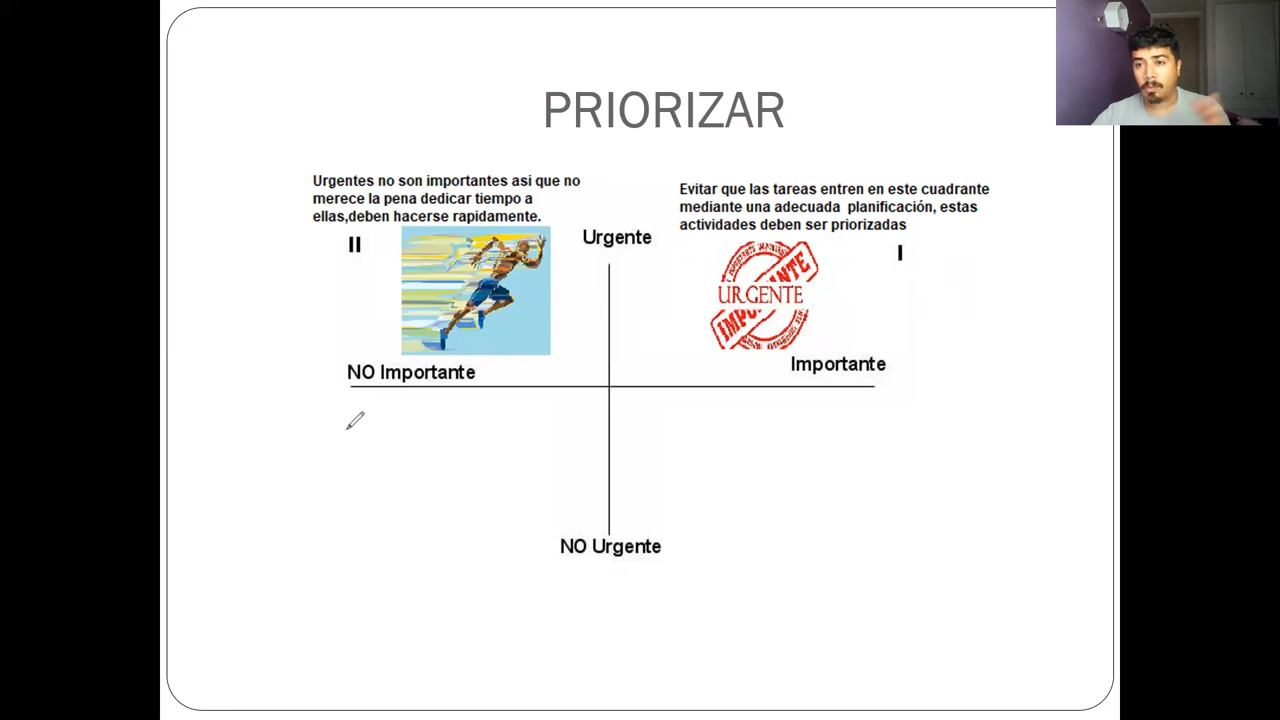 PRIORIZAR
Urgentes no son importantes asi que no
merece la pena dedicar tiempo a
ellas,deben hacerse rapidamente.
Evitar que las tareas entren en este cuadrante
mediante una adecuada planificación, estas
actividades deben ser priorizadas
II
Urgente
I
URGENTE
NO Importante
Importante
NO Urgente